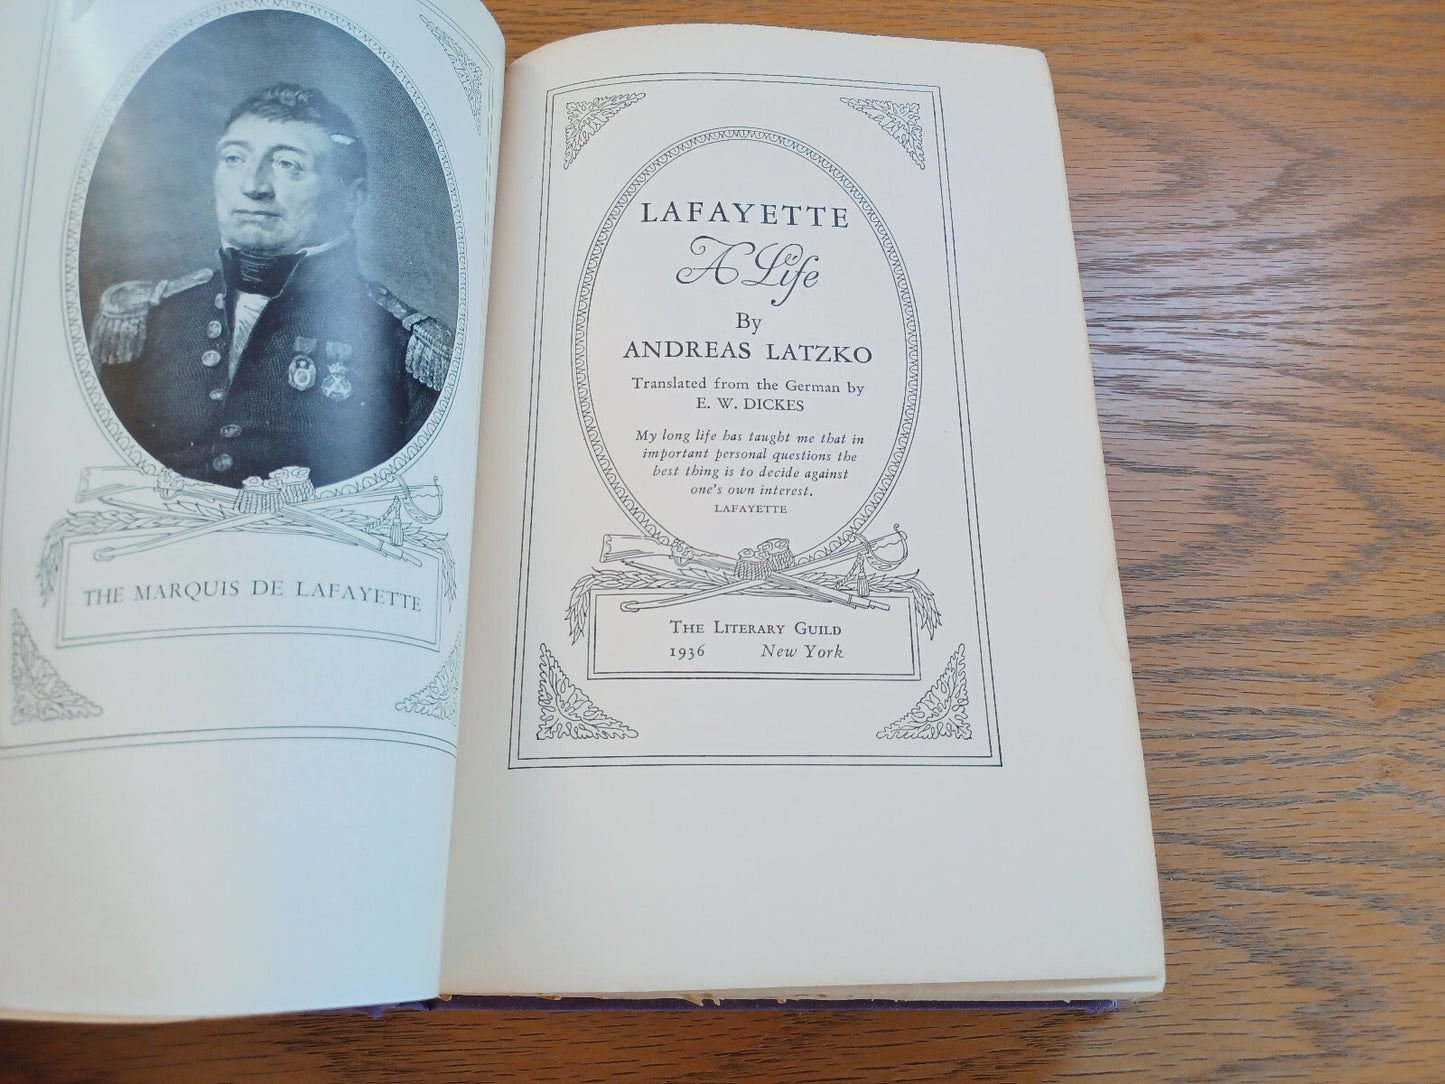 THE MARQUIS DE LAFAYETTE
LAFAYETTE
A Life
By
ANDREAS LATZKO
Translated from the German by
E. W. DICKES
My long life has taught me that in
important personal questions the
best thing is to decide against
one's own interest.
LAFAYETTE
THE LITERARY GUILD
1936 New York